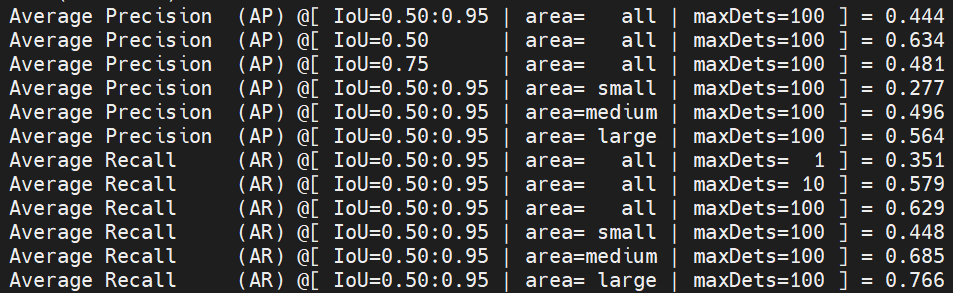 Average Precision  (AP) @[ IoU=0.50:0.95 | area=   all | maxDets=100 ] = 0.444
Average Precision  (AP) @[ IoU=0.50      | area=   all | maxDets=100 ] = 0.634
Average Precision  (AP) @[ IoU=0.75      | area=   all | maxDets=100 ] = 0.481
Average Precision  (AP) @[ IoU=0.50:0.95 | area= small | maxDets=100 ] = 0.277
Average Precision  (AP) @[ IoU=0.50:0.95 | area=medium | maxDets=100 ] = 0.496
Average Precision  (AP) @[ IoU=0.50:0.95 | area= large | maxDets=100 ] = 0.564
Average Recall     (AR) @[ IoU=0.50:0.95 | area=   all | maxDets=  1 ] = 0.351
Average Recall     (AR) @[ IoU=0.50:0.95 | area=   all | maxDets= 10 ] = 0.579
Average Recall     (AR) @[ IoU=0.50:0.95 | area=   all | maxDets=100 ] = 0.629
Average Recall     (AR) @[ IoU=0.50:0.95 | area= small | maxDets=100 ] = 0.448
Average Recall     (AR) @[ IoU=0.50:0.95 | area=medium | maxDets=100 ] = 0.685
Average Recall     (AR) @[ IoU=0.50:0.95 | area= large | maxDets=100 ] = 0.766